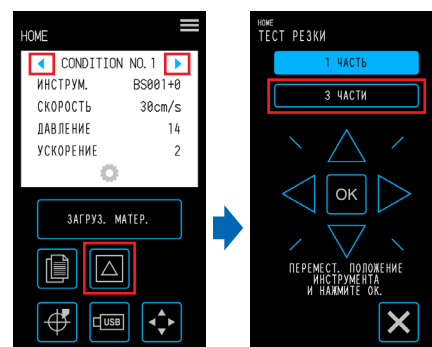 HOME
CONDITION NO.1
ИНСТРУМ. BS001+0
СКОРОСТЬ 30cm/s
ДАВЛЕНИЕ 14
УСКОРЕНИЕ 2
ЗАГРУЗ. МАТЕР.
USB
HOME
ТЕСТ РЕЗКИ
1 ЧАСТЬ
3 ЧАСТИ
OK
ПЕРЕМЕСТ. ПОЛОЖЕНИЕ
ИНСТРУМЕНТА
И НАЖМИТЕ ОК.